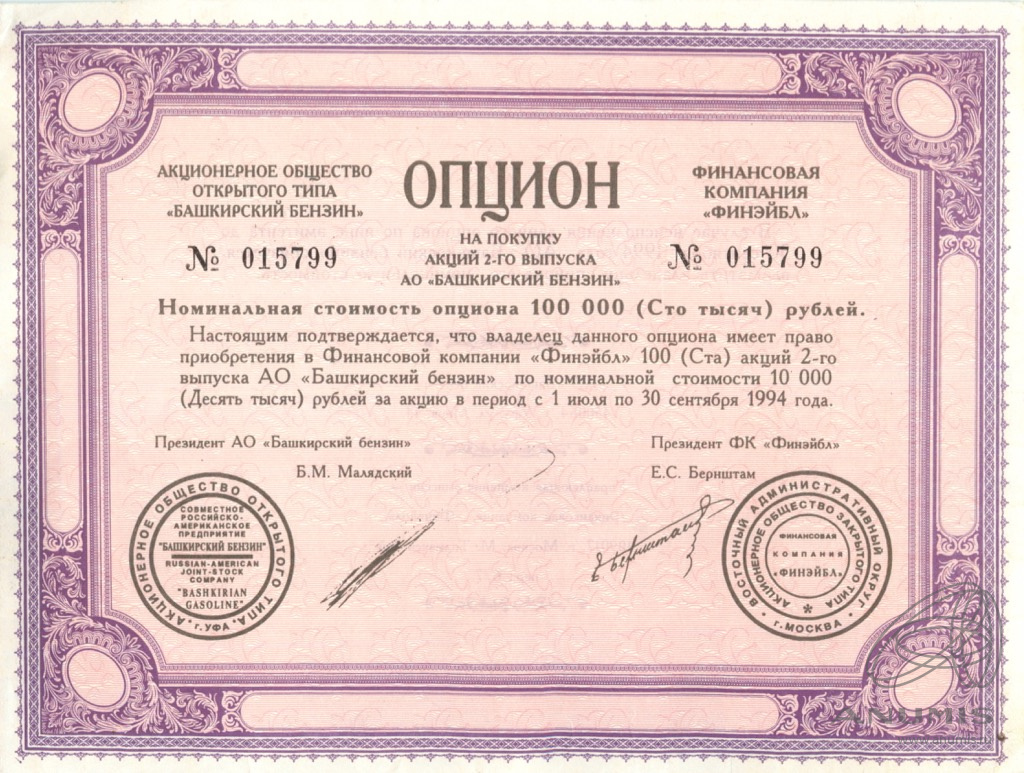 АКЦИОНЕРНОЕ ОБЩЕСТВО
ОТКРЫТОГО ТИПА
«БАШКИРСКИЙ БЕНЗИН»
ОПЦИОН
НА ПОКУПКУ
АКЦИЙ 2-ГО ВЫПУСКА
АО «БАШКИРСКИЙ БЕНЗИН»
ФИНАНСОВАЯ
КОМПАНИЯ
«ФИНЭЙБЛ»
№ 015799
№ 015799
Номинальная стоимость опциона 100 000 (Сто тысяч) рублей.
Настоящим подтверждается, что владелец данного опциона имеет право
приобретения в Финансовой компании «Финэйбл» 100 (Ста) акций 2-го
выпуска АО «Башкирский бензин» по номинальной стоимости 10 000
(Десять тысяч) рублей за акцию в период с 1 июля по 30 сентября 1994 года.
Президент АО «Башкирский бензин»
Б.М. Малядский
Президент ФК «Финэйбл»
Е.С. Бернштам
АКЦИОНЕРНОЕ ОБЩЕСТВО ОТКРЫТОГО ТИПА
СОВМЕСТНОЕ
РОССИЙСКО-
АМЕРИКАНСКОЕ
ПРЕДПРИЯТИЕ
"БАШКИРСКИЙ БЕНЗИН"
RUSSIAN-AMERICAN
JOINT-STOCK
COMPANY
"BASHKIRIAN
GASOLINE"
г. УФА
Е Бернштам
ВОСТОЧНЫЙ АДМИНИСТРАТИВНЫЙ ОКРУГ
АКЦИОНЕРНОЕ ОБЩЕСТВО ЗАКРЫТОГО ТИПА
ФИНАНСОВАЯ
КОМПАНИЯ
«ФИНЭЙБЛ»
г. МОСКВА
ANUMIS
www.anumis.ru